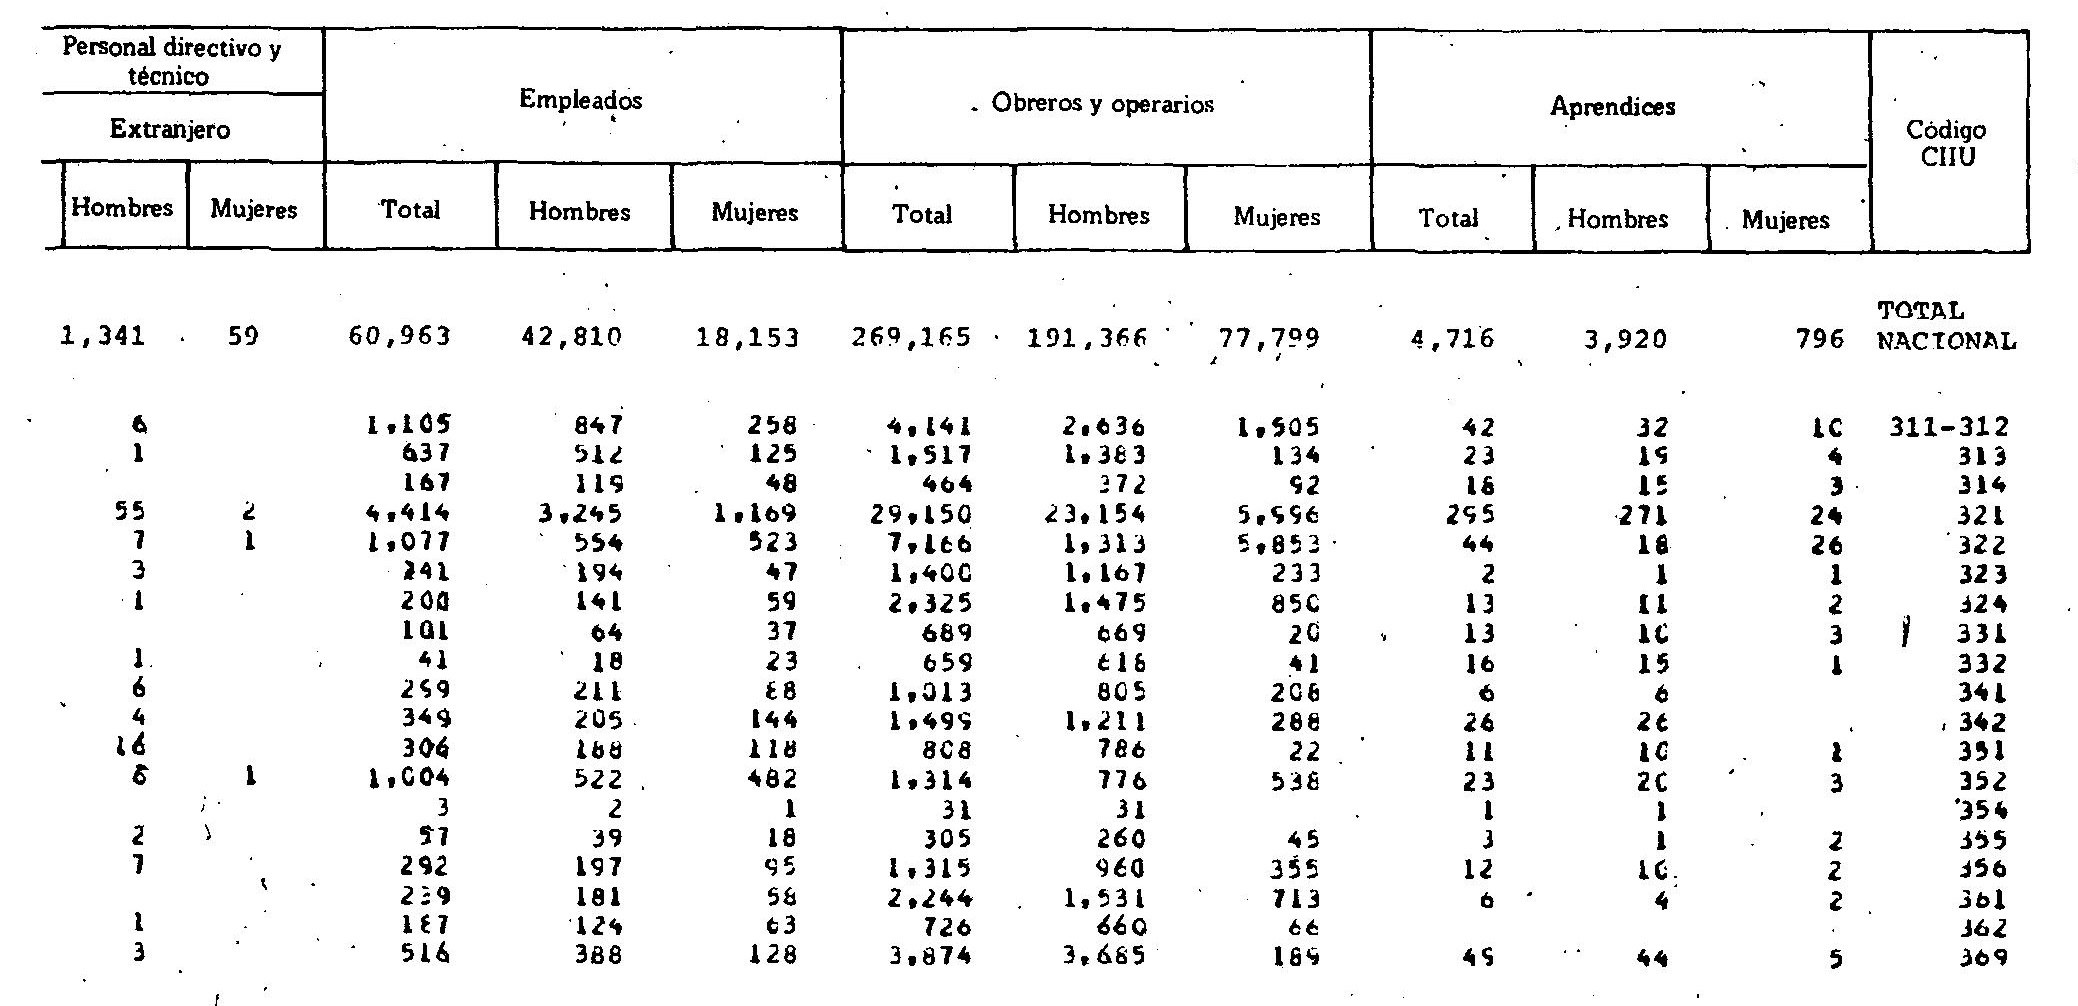 Personal directivo y técnico
Extranjero
Empleados
Obreros y operarios
Aprendices
Código CIIU
Hombres Mujeres Total Hombres Mujeres Total Hombres Mujeres Total Hombres Mujeres
1,341 59 60,963 42,810 18,153 269,165 191,366 77,799 4,716 3,920 796 TOTAL NACIONAL
6 1,105 847 258 4,141 2,636 1,505 42 32 10 311-312
1 637 512 125 1,517 1,383 134 23 19 4 313
167 119 48 464 372 92 18 15 3 314
55 2 4,414 3,245 1,169 29,150 23,154 5,996 295 271 24 321
7 1 1,077 554 523 7,166 1,313 5,853 44 18 26 322
3 241 194 47 1,400 1,167 233 2 1 1 323
1 200 141 59 2,325 1,475 850 13 11 2 324
101 64 37 689 669 20 13 10 3 331
1 41 18 23 659 618 41 16 15 1 332
6 299 211 88 1,013 805 208 6 6 341
4 349 205 144 1,499 1,211 288 26 26 342
16 306 188 118 808 786 22 11 10 1 351
1 1,004 522 482 1,314 776 538 23 20 3 352
3 2 1 31 31 1 1 354
2 57 39 18 305 260 45 3 1 2 355
7 292 197 95 1,315 960 355 12 10 2 356
239 181 58 2,244 1,531 713 6 4 2 361
1 187 124 63 726 660 66 362
3 516 388 128 3,874 3,685 189 49 44 5 369